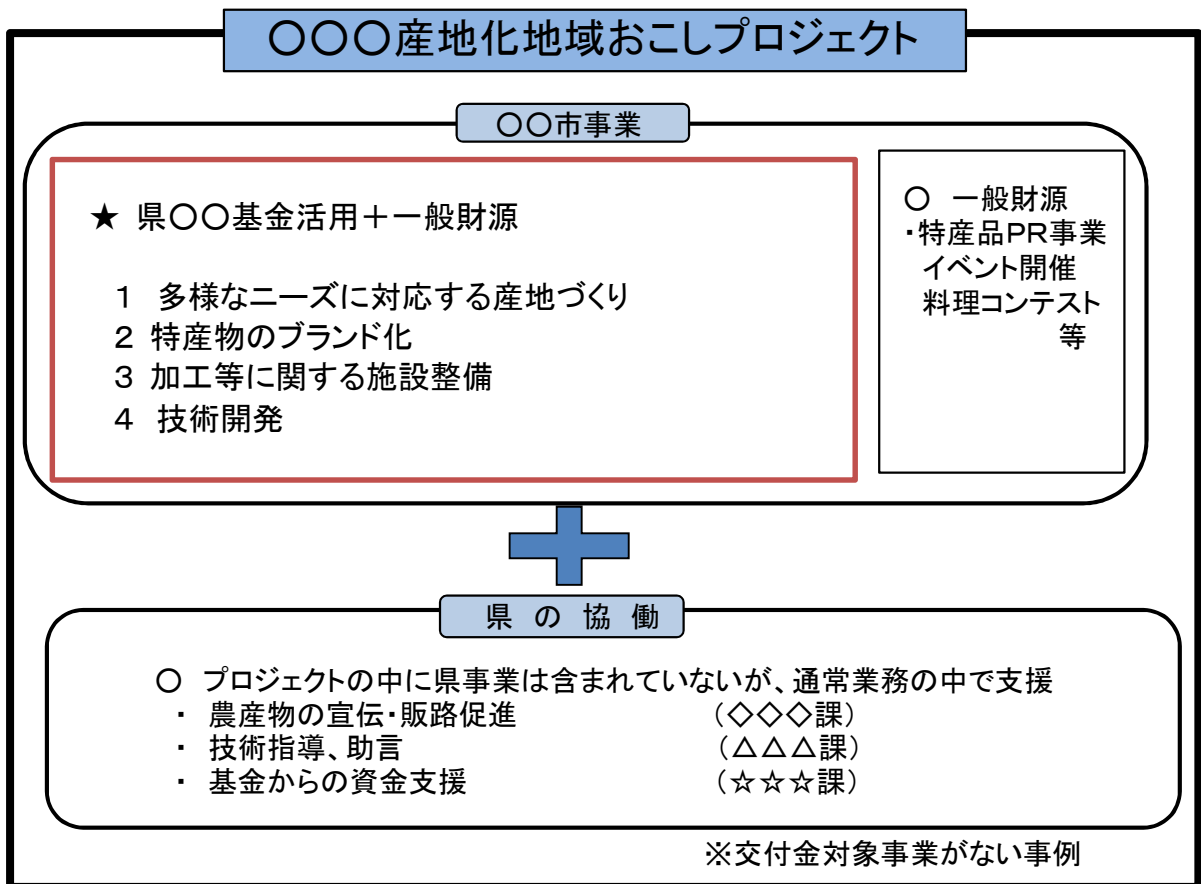 〇〇〇産地化地域おこしプロジェクト
〇〇市事業
★ 県〇〇基金活用＋一般財源
１ 多様なニーズに対応する産地づくり
２ 特産物のブランド化
３ 加工等に関する施設整備
４ 技術開発
〇 一般財源
・特産品ＰＲ事業
イベント開催
料理コンテスト
等
県 の 協 働
〇 プロジェクトの中に県事業は含まれていないが、通常業務の中で支援
・ 農産物の宣伝・販路促進 （◇◇◇課）
・ 技術指導、助言 （△△△課）
・ 基金からの資金支援 （☆☆☆課）
※交付金対象事業がない事例